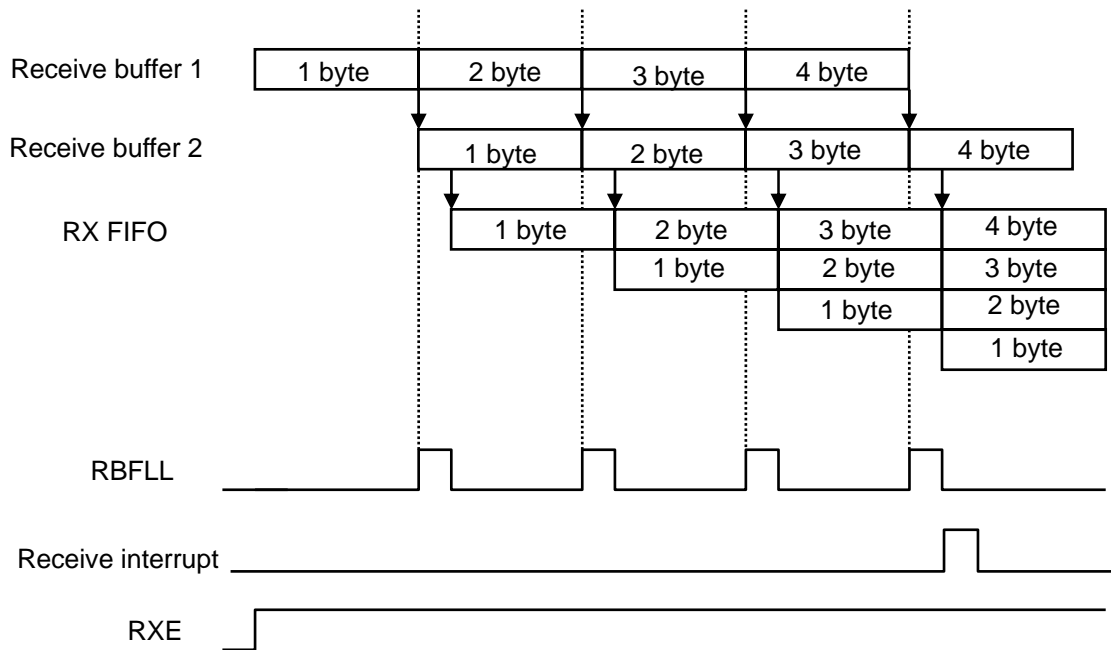 Receive buffer 1
1 byte 2 byte 3 byte 4 byte
Receive buffer 2
1 byte 2 byte 3 byte 4 byte
RX FIFO
1 byte 2 byte 3 byte 4 byte
1 byte 2 byte 3 byte
1 byte 2 byte
1 byte
RBFLL
Receive interrupt
RXE